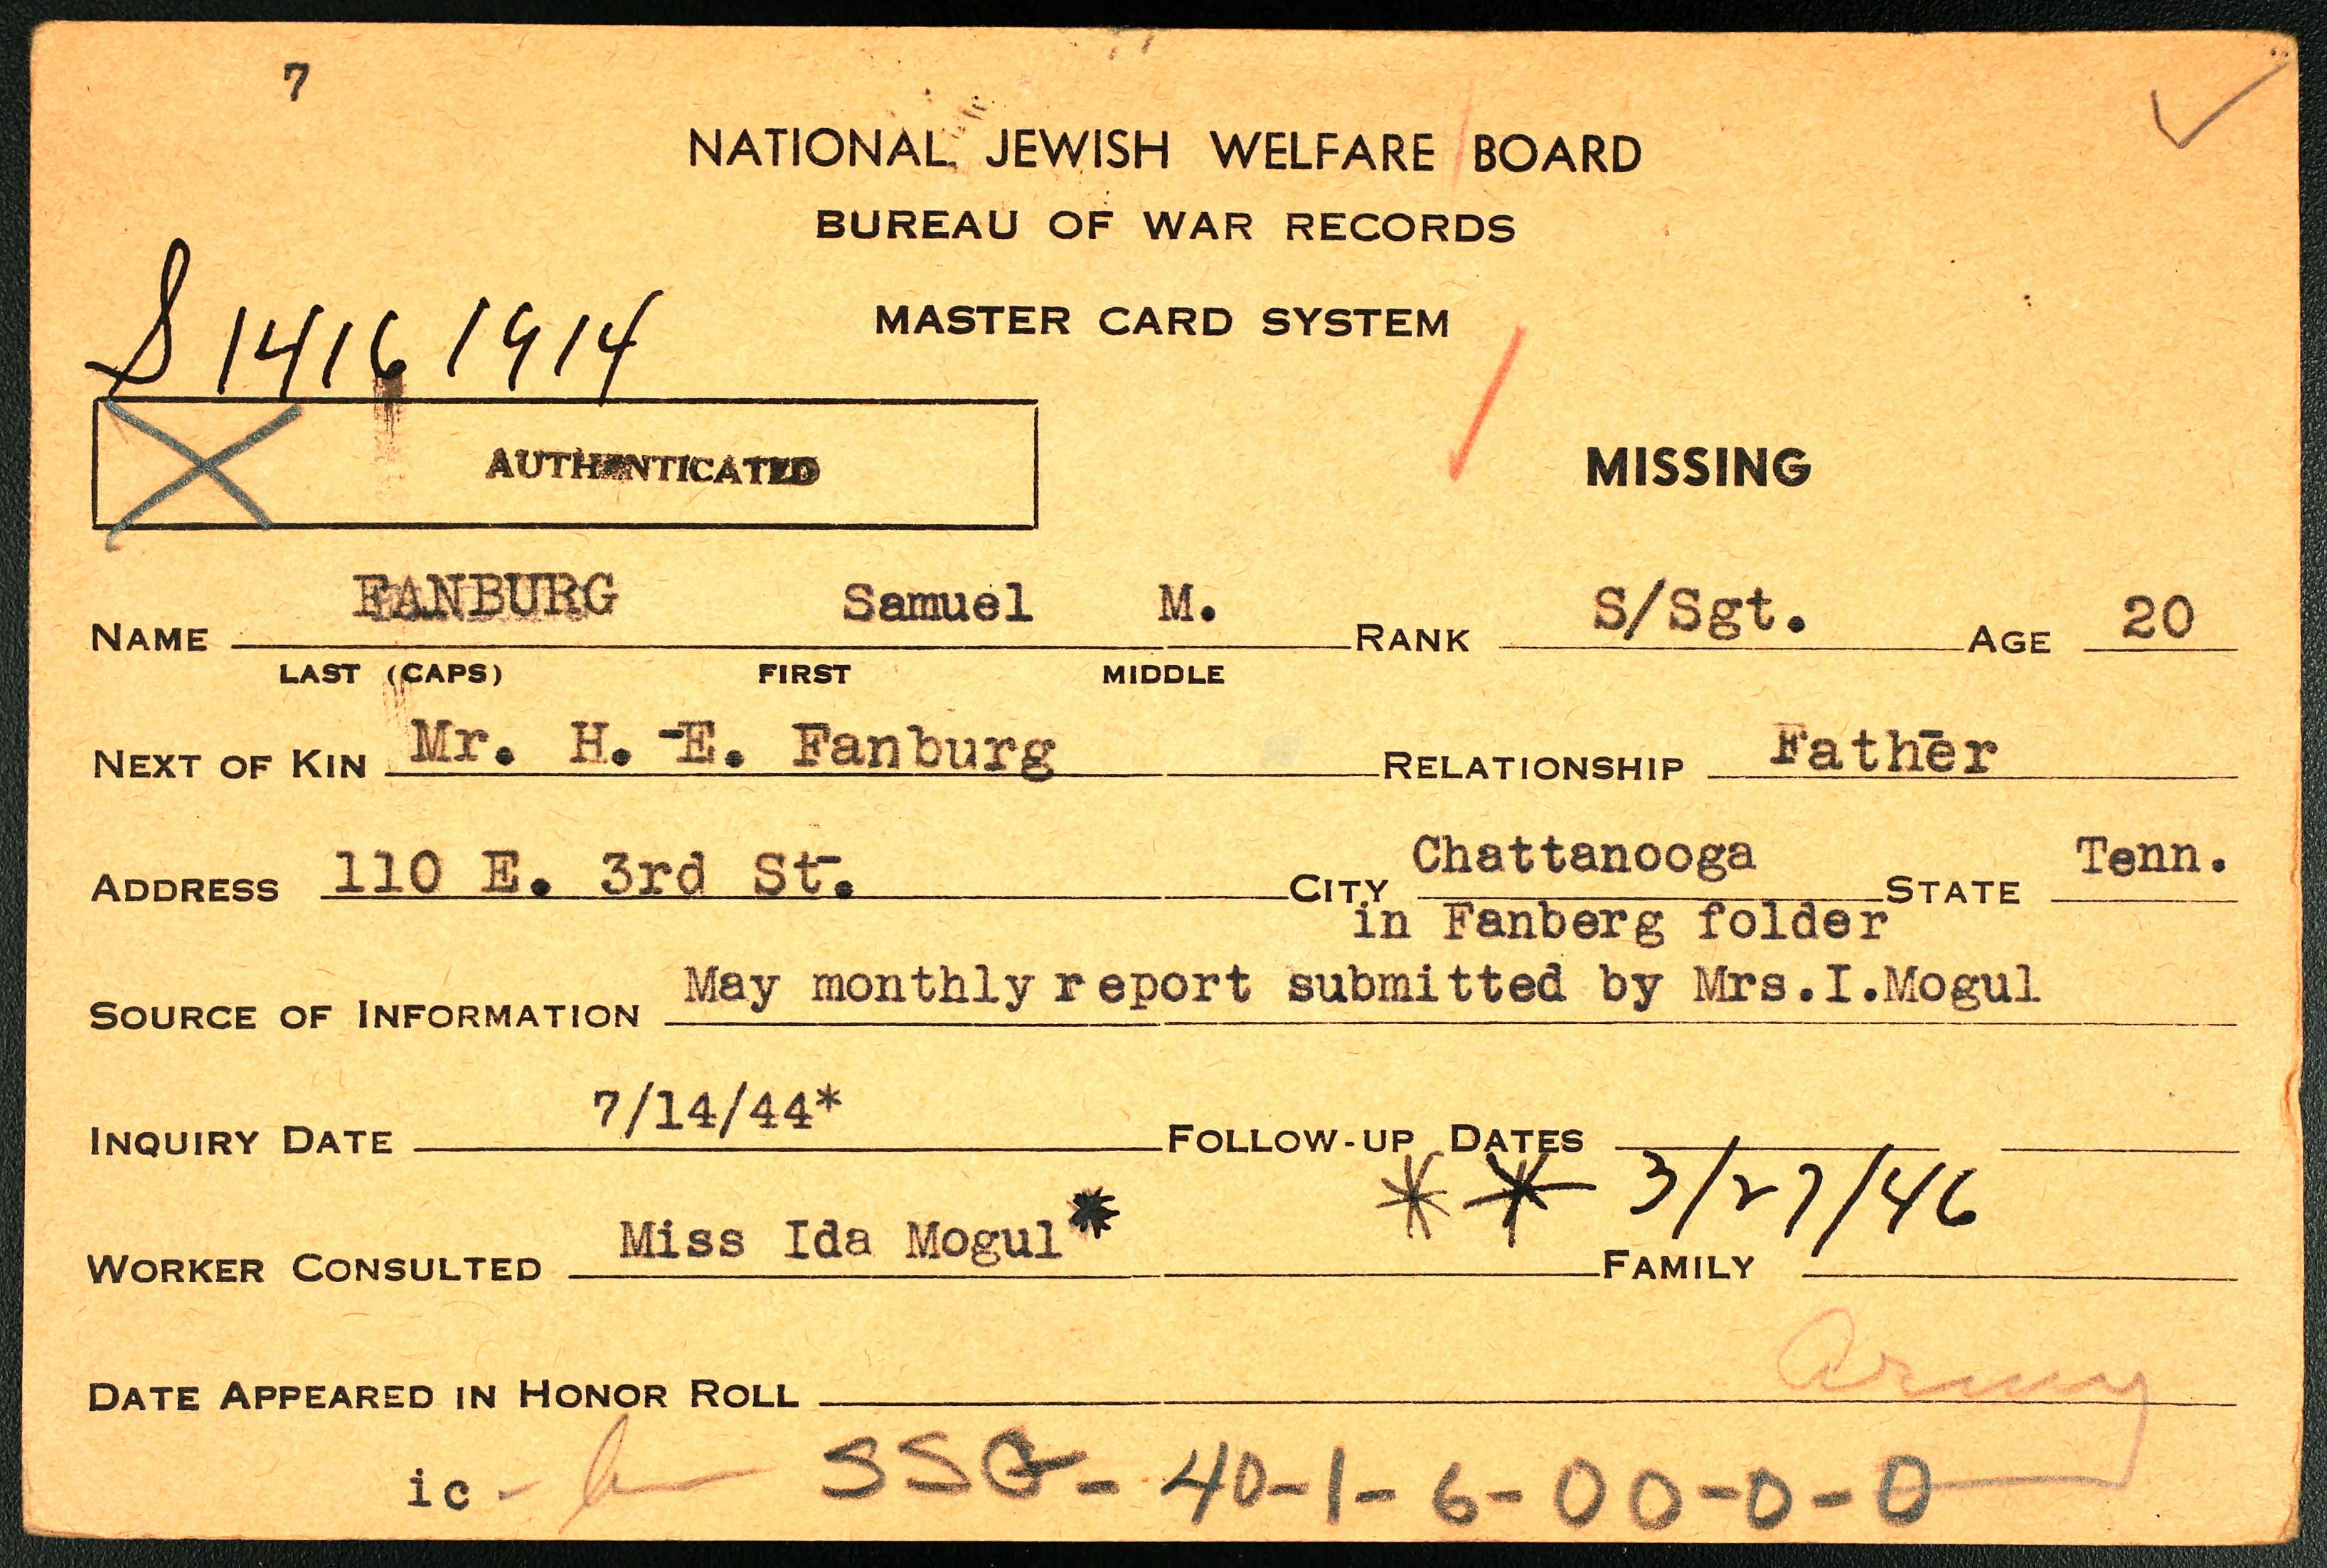 7
NATIONAL JEWISH WELFARE BOARD
BUREAU OF WAR RECORDS
S 1416 1914
MASTER CARD SYSTEM
AUTHENTICATED
MISSING
NAME FANBURG Samuel M. RANK S/Sgt. AGE 20
LAST (CAPS) FIRST MIDDLE
NEXT OF KIN Mr. H. E. Fanburg RELATIONSHIP Father
ADDRESS 110 E. 3rd St. CITY Chattanooga STATE Tenn.
in Fanberg folder
SOURCE OF INFORMATION May monthly report submitted by Mrs.I.Mogul
INQUIRY DATE 7/14/44* FOLLOW-UP DATES
* * 3/27/46
WORKER CONSULTED Miss Ida Mogul* FAMILY
DATE APPEARED IN HONOR ROLL Army
ic - SSG- 40-1-6-00-0-0